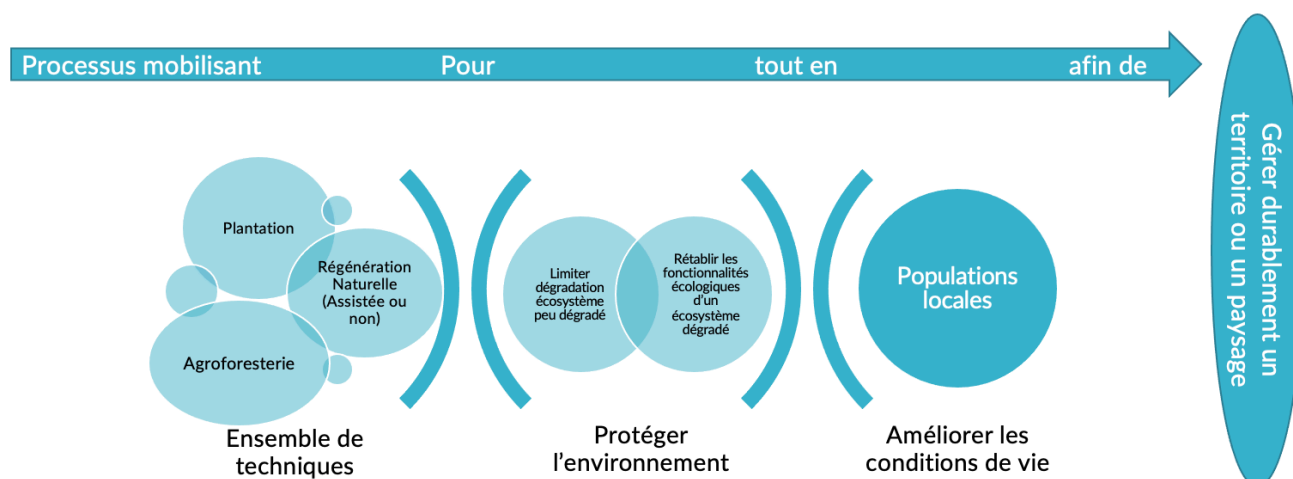 Processus mobilisant Pour tout en afin de
Plantation
Régénération
Naturelle
(Assistée ou
non)
Agroforesterie
Ensemble de
techniques
Limiter
dégradation
écosystème
peu dégradé
Rétablir les
fonctionnalités
écologiques
d'un
écosystème
dégradé
Protéger
l'environnement
Populations
locales
Améliorer les
conditions de vie
Gérer durablement un
territoire ou un paysage